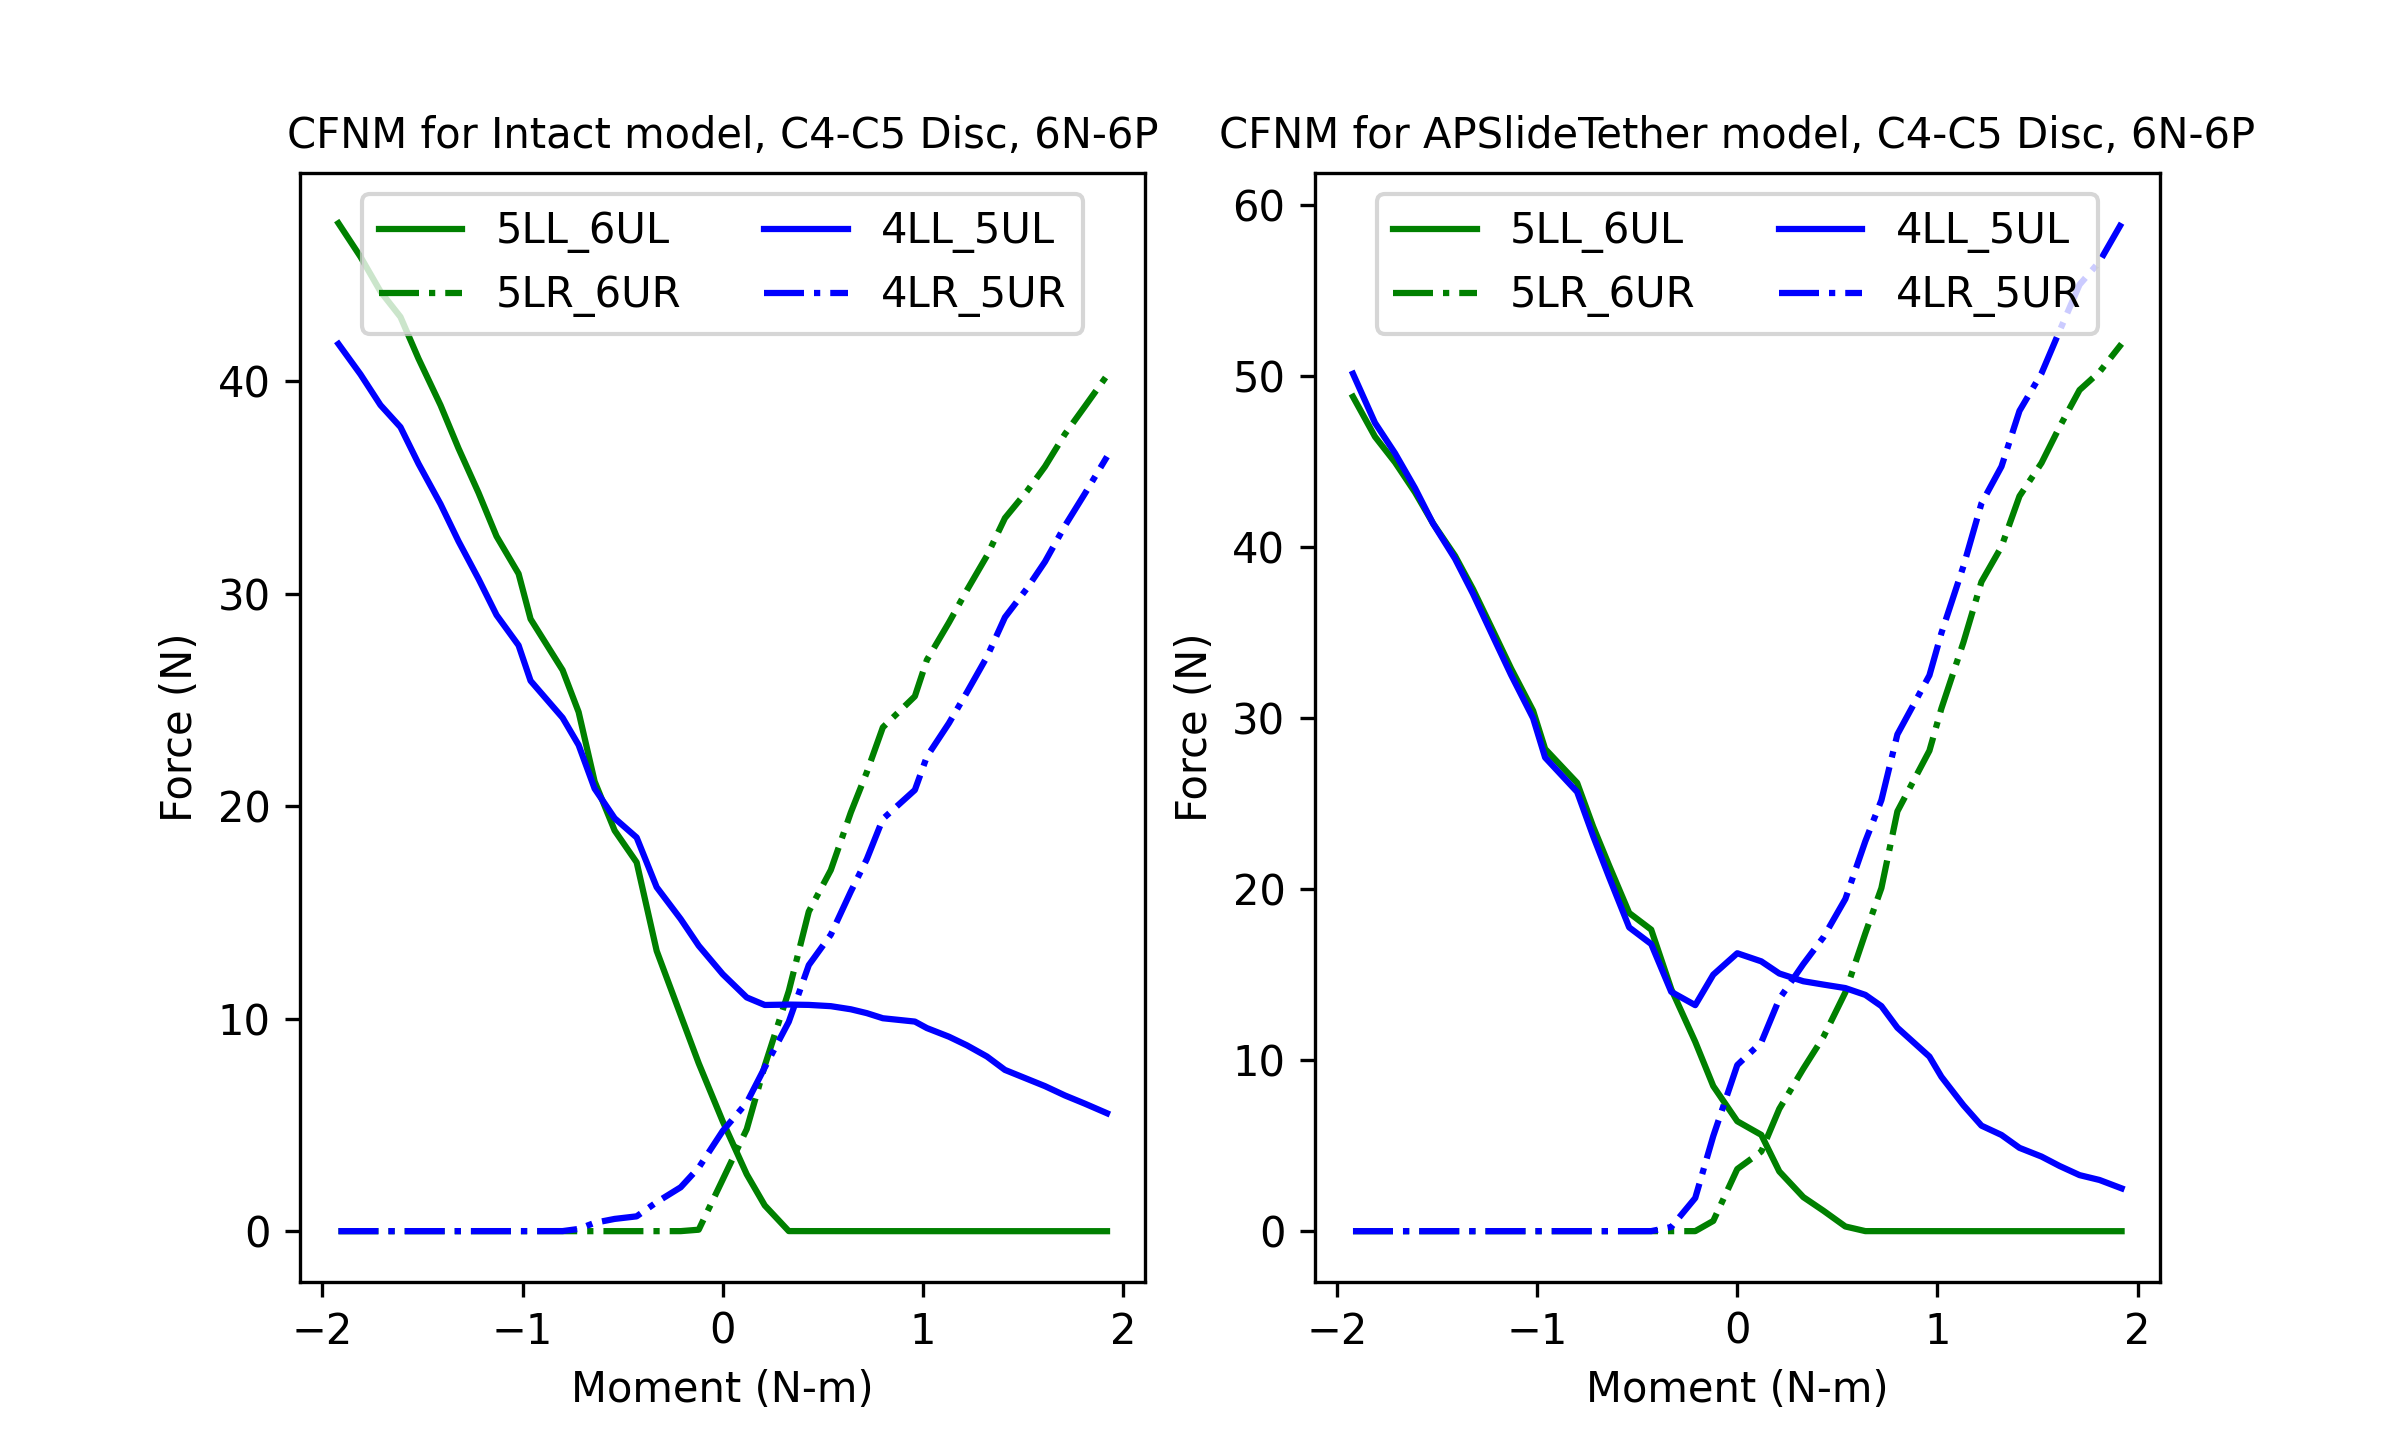 CFNM for Intact model, C4-C5 Disc, 6N-6P
5LL_6UL
5LR_6UR
4LL_5UL
4LR_5UR
40
30
20
10
0
Force (N)
−2
−1
0
1
2
Moment (N-m)
CFNM for APSlideTether model, C4-C5 Disc, 6N-6P
5LL_6UL
5LR_6UR
4LL_5UL
4LR_5UR
60
50
40
30
20
10
0
Force (N)
−2
−1
0
1
2
Moment (N-m)